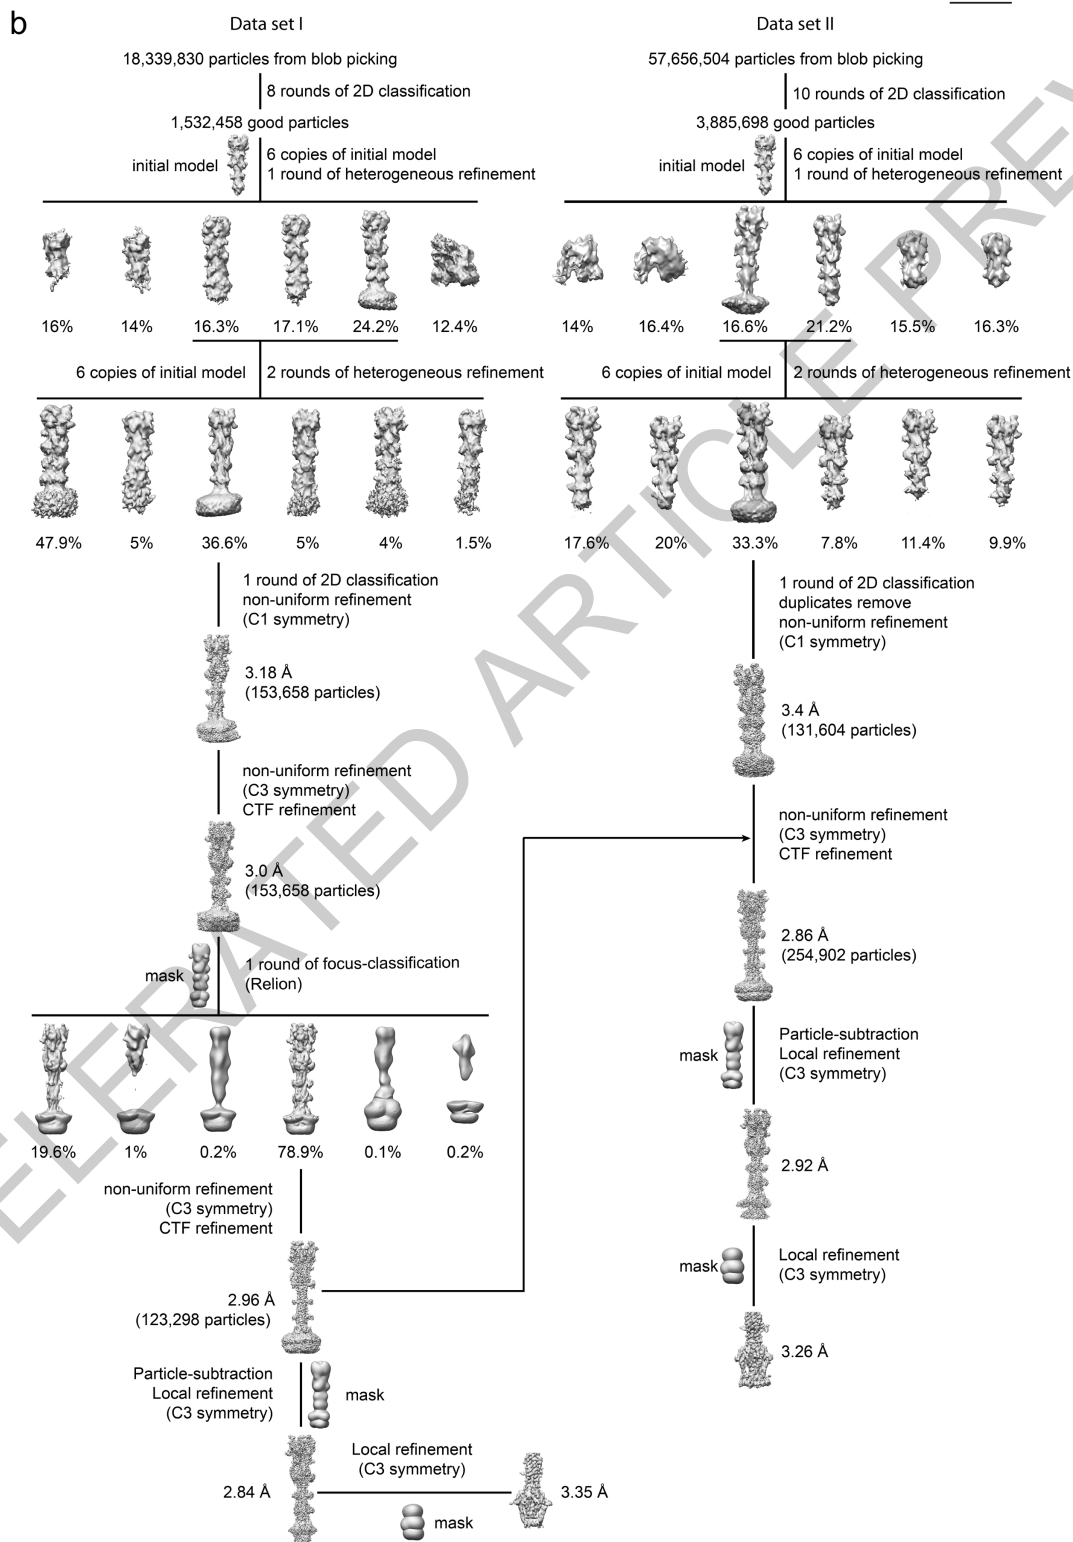 b
Data set I
18,339,830 particles from blob picking
8 rounds of 2D classification
1,532,458 good particles
initial model
6 copies of initial model
1 round of heterogeneous refinement
16% 14% 16.3% 17.1% 24.2% 12.4%
6 copies of initial model
2 rounds of heterogeneous refinement
47.9% 5% 36.6% 5% 4% 1.5%
1 round of 2D classification
non-uniform refinement
(C1 symmetry)
3.18 Å
(153,658 particles)
non-uniform refinement
(C3 symmetry)
CTF refinement
3.0 Å
(153,658 particles)
mask
1 round of focus-classification
(Relion)
19.6% 1% 0.2% 78.9% 0.1% 0.2%
non-uniform refinement
(C3 symmetry)
CTF refinement
2.96 Å
(123,298 particles)
Particle-subtraction
Local refinement
(C3 symmetry)
mask
2.84 Å
Local refinement
(C3 symmetry)
mask
3.35 Å
Data set II
57,656,504 particles from blob picking
10 rounds of 2D classification
3,885,698 good particles
initial model
6 copies of initial model
1 round of heterogeneous refinement
14% 16.4% 16.6% 21.2% 15.5% 16.3%
6 copies of initial model
2 rounds of heterogeneous refinement
17.6% 20% 33.3% 7.8% 11.4% 9.9%
1 round of 2D classification
duplicates remove
non-uniform refinement
(C1 symmetry)
3.4 Å
(131,604 particles)
non-uniform refinement
(C3 symmetry)
CTF refinement
2.86 Å
(254,902 particles)
mask
Particle-subtraction
Local refinement
(C3 symmetry)
2.92 Å
mask
Local refinement
(C3 symmetry)
3.26 Å
ELERATED ARTICLE PREV